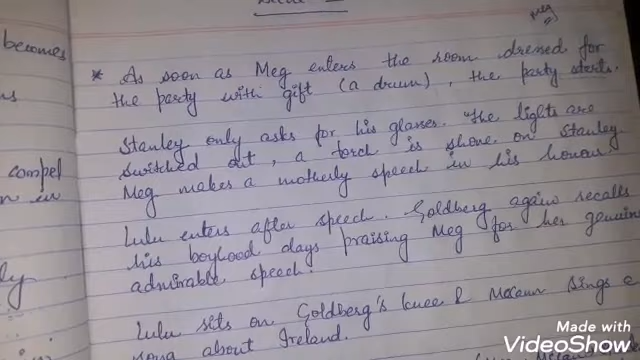 becomes
compel
Meg
* As soon as Meg enters the room dressed for
the party with gift (a drum), the party starts.
Stanley only asks for his glasses. The lights are
switched out, a torch is shone on Stanley
Meg makes a motherly speech in his honour.
Lulu enters after speech. Goldberg again recalls
his boyhood days praising Meg for her genuine
admirable speech.
Lulu sits on Goldberg's knee & McCann sings a
song about Ireland.
Made with
VideoShow